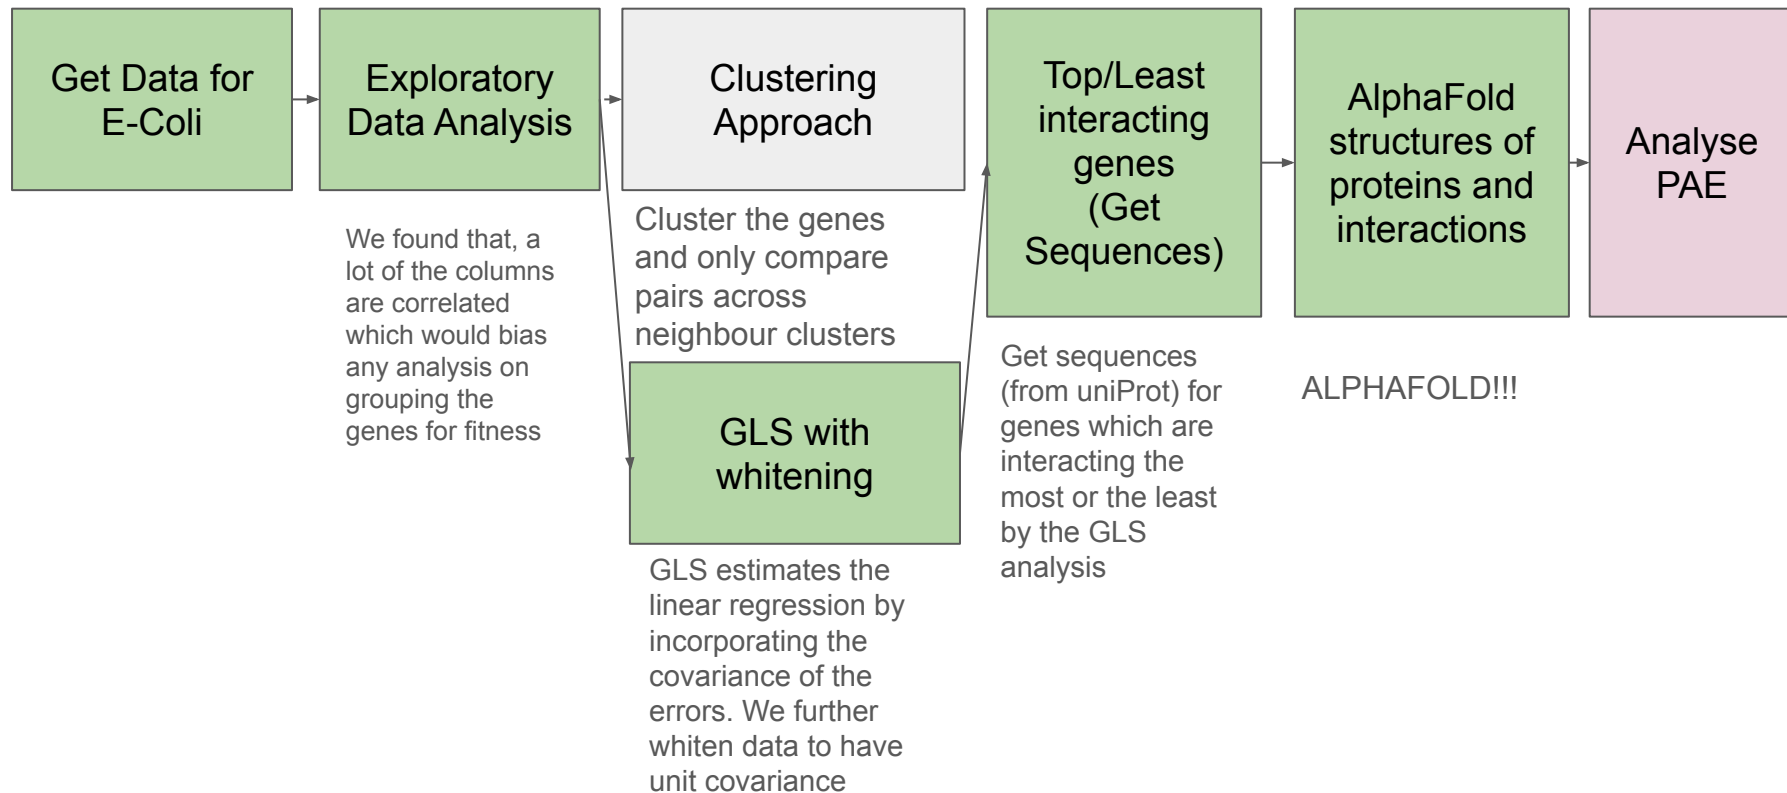 Get Data for
E-Coli
Exploratory
Data Analysis
We found that, a
lot of the columns
are correlated
which would bias
any analysis on
grouping the
genes for fitness
Clustering
Approach
Cluster the genes
and only compare
pairs across
neighbour clusters
GLS with
whitening
GLS estimates the
linear regression by
incorporating the
covariance of the
errors. We further
whiten data to have
unit covariance
Top/Least
interacting
genes
(Get
Sequences)
Get sequences
(from uniProt) for
genes which are
interacting the
most or the least
by the GLS
analysis
AlphaFold
structures of
proteins and
interactions
ALPHAFOLD!!!
Analyse
PAE